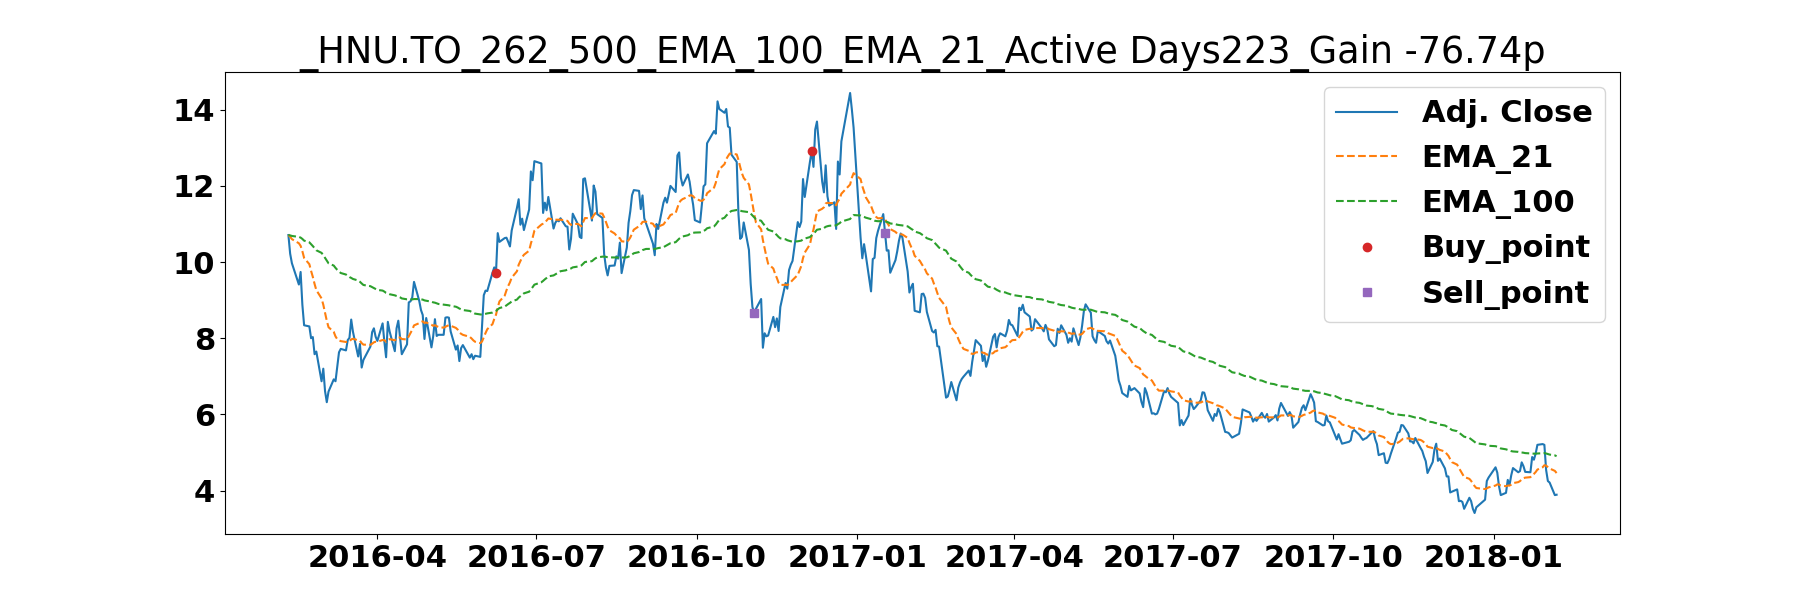 _HNU.TO_262_500_EMA_100_EMA_21_Active Days223_Gain -76.74p
14
12
10
8
6
4
Adj. Close
EMA_21
EMA_100
Buy_point
Sell_point
2016-04 2016-07 2016-10 2017-01 2017-04 2017-07 2017-10 2018-01